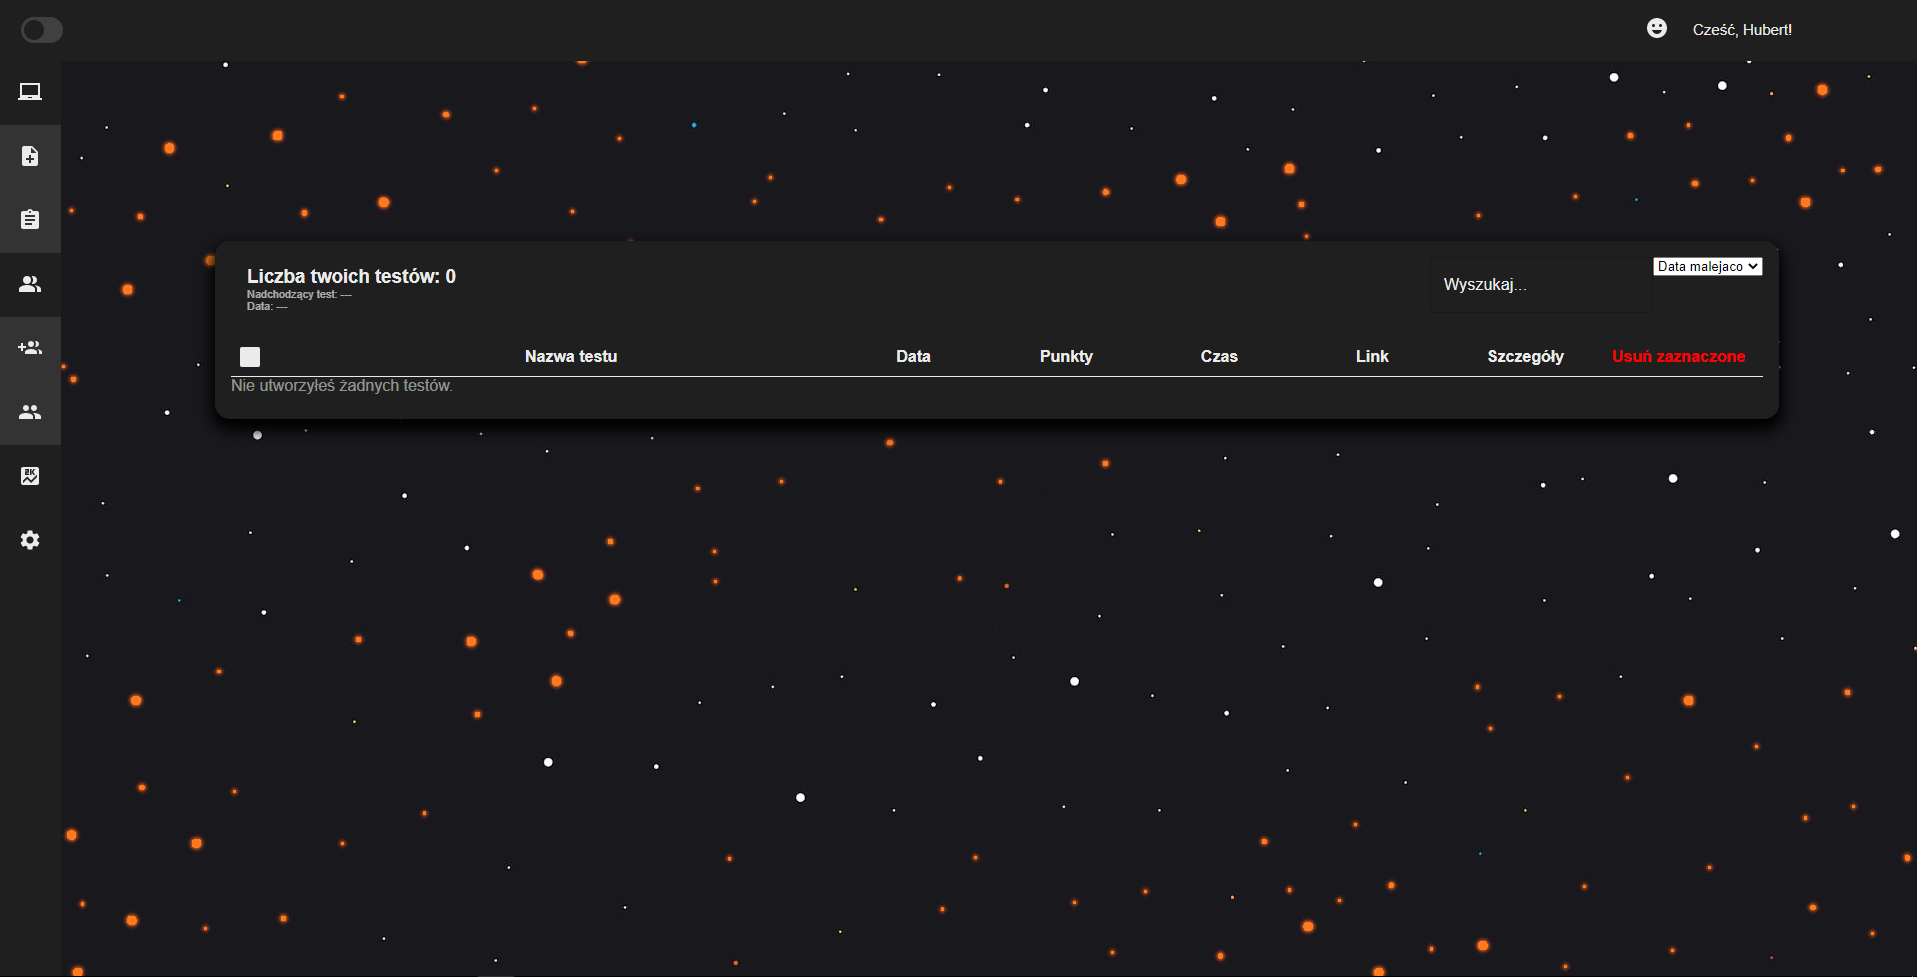 Cześć, Hubert!
Liczba twoich testów: 0
Nadchodzący test: ---
Data: ---
Wyszukaj...
Data malejaco
Nazwa testu Data Punkty Czas Link Szczegóły Usuń zaznaczone
Nie utworzyłeś żadnych testów.